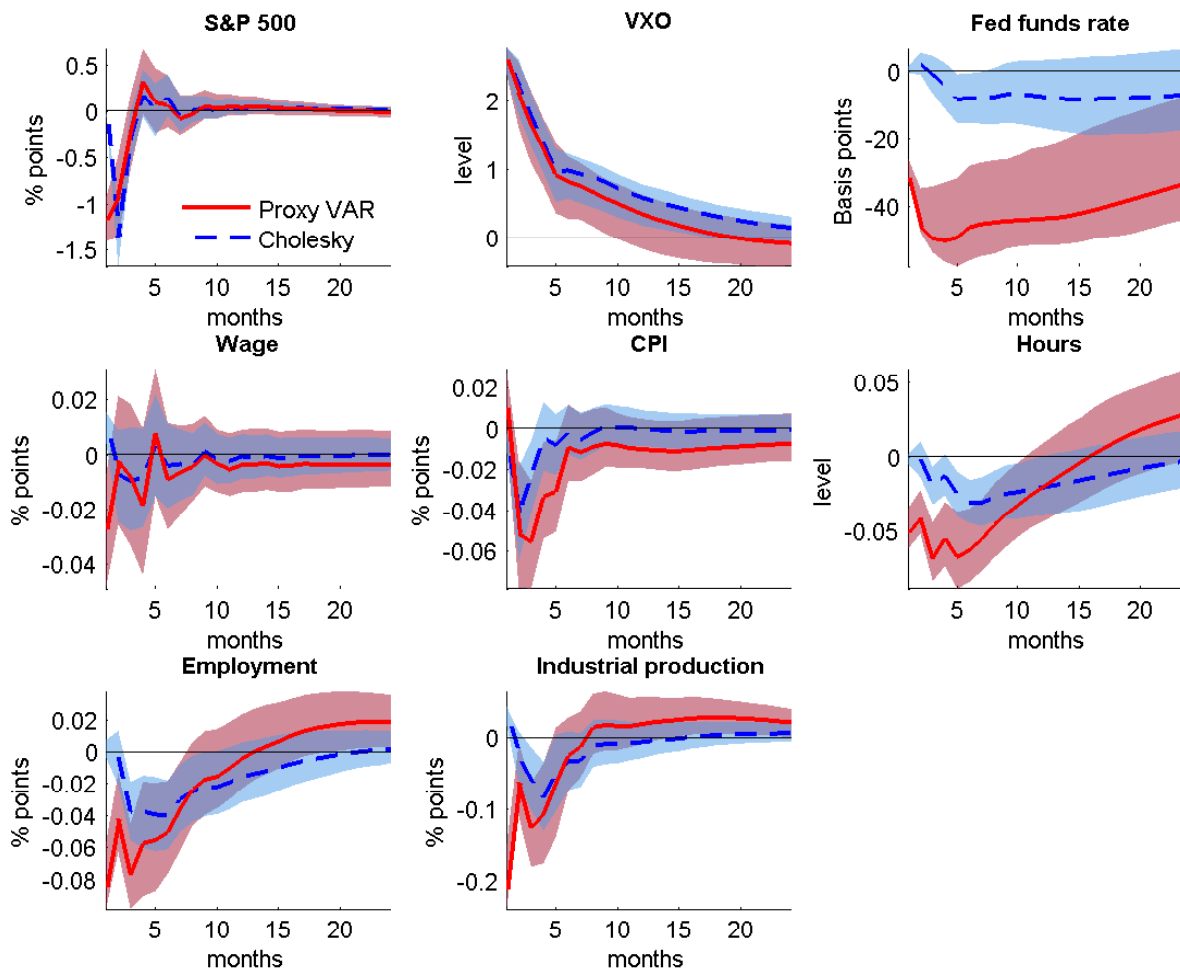 S&P 500
0.5
0
-0.5
-1
-1.5
% points
Proxy VAR
Cholesky
5 10 15 20
months
VXO
2
1
0
level
5 10 15 20
months
Fed funds rate
0
-20
-40
Basis points
5 10 15 20
months
Wage
0.02
0
-0.02
-0.04
% points
5 10 15 20
months
CPI
0.02
0
-0.02
-0.04
-0.06
% points
5 10 15 20
months
Hours
0.05
0
-0.05
level
5 10 15 20
months
Employment
0.02
0
-0.02
-0.04
-0.06
-0.08
% points
5 10 15 20
months
Industrial production
0
-0.1
-0.2
% points
5 10 15 20
months